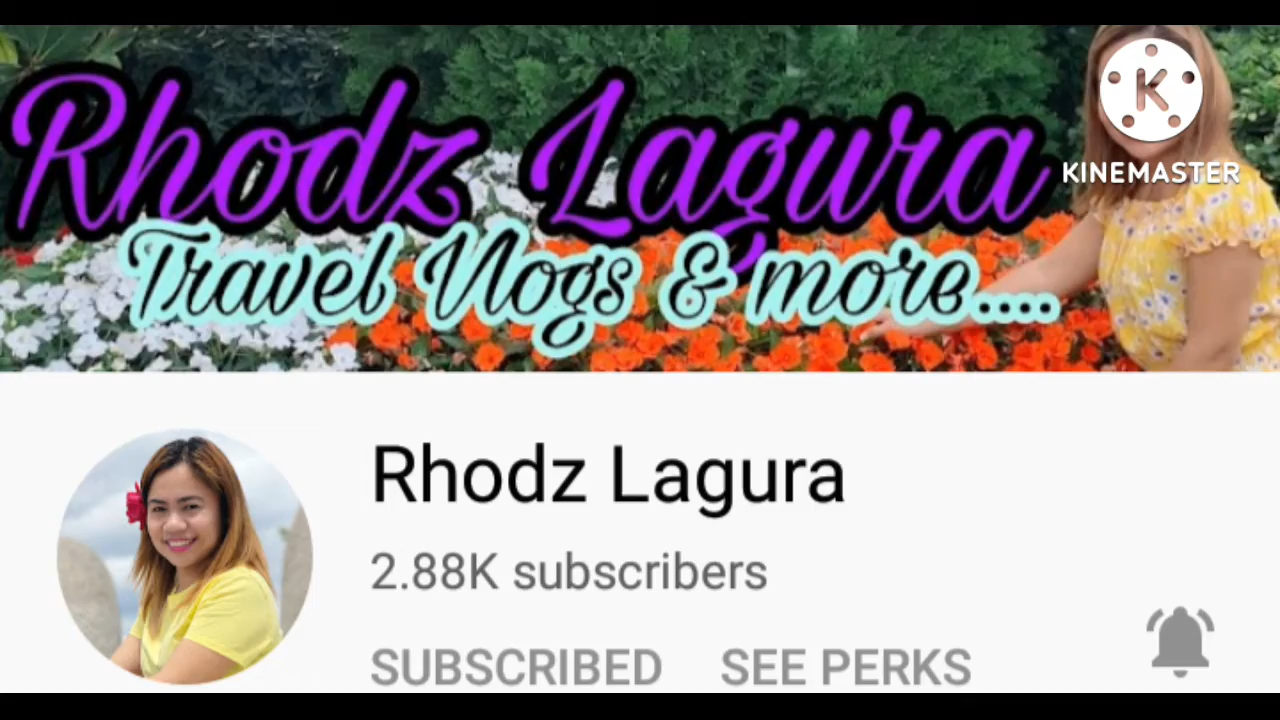 Rhodz Lagura
K
KINEMASTER
Travel Vlogs & more....
Rhodz Lagura
2.88K subscribers
SUBSCRIBED SEE PERKS